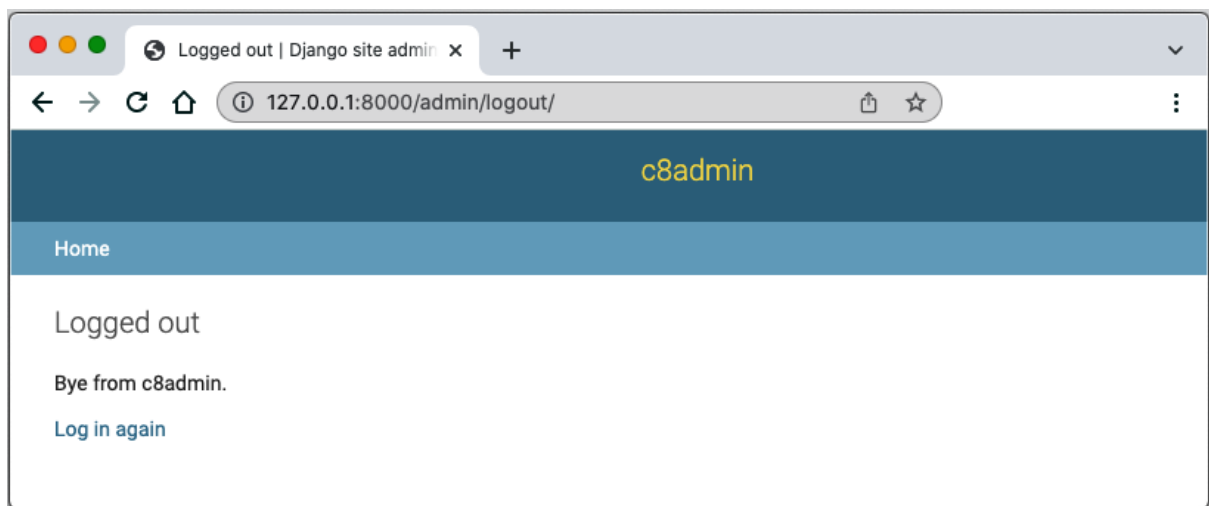 Logged out | Django site admin
127.0.0.1:8000/admin/logout/
c8admin
Home
Logged out
Bye from c8admin.
Log in again